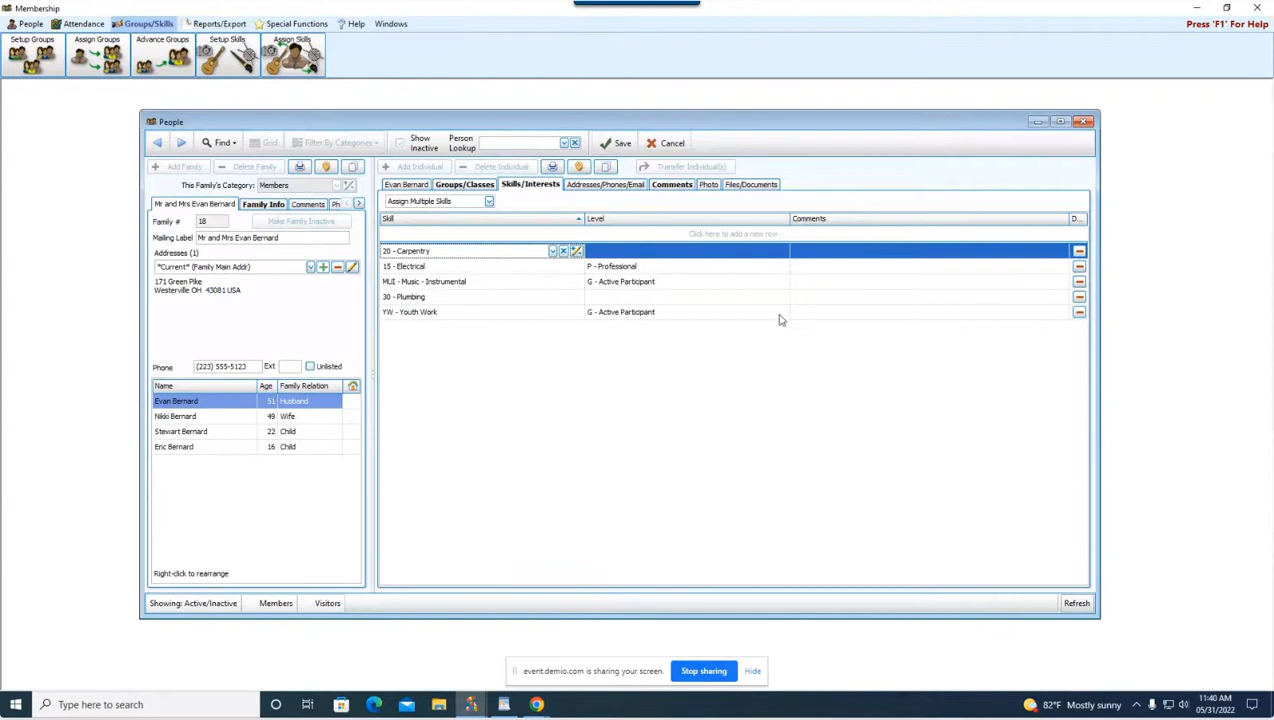 Membership
People Attendance Groups/Skills Reports/Export Special Functions Help Windows Press 'F1' For Help
Setup Groups Assign Groups Advance Groups Setup Skills Assign Skills
People
Find Grid Filter By Categories Show Inactive Person Lookup Save Cancel
Add Family Delete Family Add Individual Delete Individual Transfer Individual(s)
This Family's Category: Members
Evan Bernard Groups/Classes Skills/Interests Addresses/Phones/Email Comments Photo Files/Documents
Mr and Mrs Evan Bernard Family Info Comments Ph
Assign Multiple Skills
Family # 18 Make Family Inactive
Skill Level Comments D...
Mailing Label Mr and Mrs Evan Bernard
Click here to add a new row
Addresses (1)
20 - Carpentry
*Current* (Family Main Addr)
15 - Electrical P - Professional
171 Green Pike
MUI - Music - Instrumental G - Active Participant
Westerville OH 43081 USA
30 - Plumbing
YW - Youth Work G - Active Participant
Phone (223) 555-5123 Ext Unlisted
Name Age Family Relation
Evan Bernard 51 Husband
Nikki Bernard 49 Wife
Stewart Bernard 22 Child
Eric Bernard 16 Child
Right-click to rearrange
Showing: Active/Inactive Members Visitors Refresh
event.demio.com is sharing your screen. Stop sharing Hide
Type here to search 82°F Mostly sunny 11:40 AM
05/31/2022